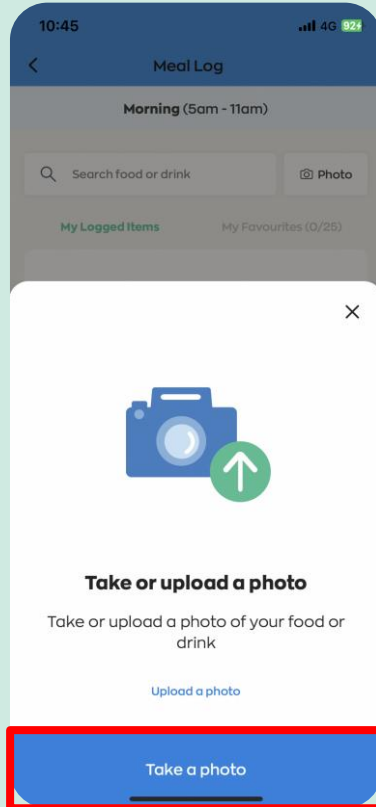 10:45
4G 92
Meal Log
Morning (5am - 11am)
Search food or drink
Photo
My Logged Items
My Favourites (0/25)
Take or upload a photo
Take or upload a photo of your food or
drink
Upload a photo
Take a photo